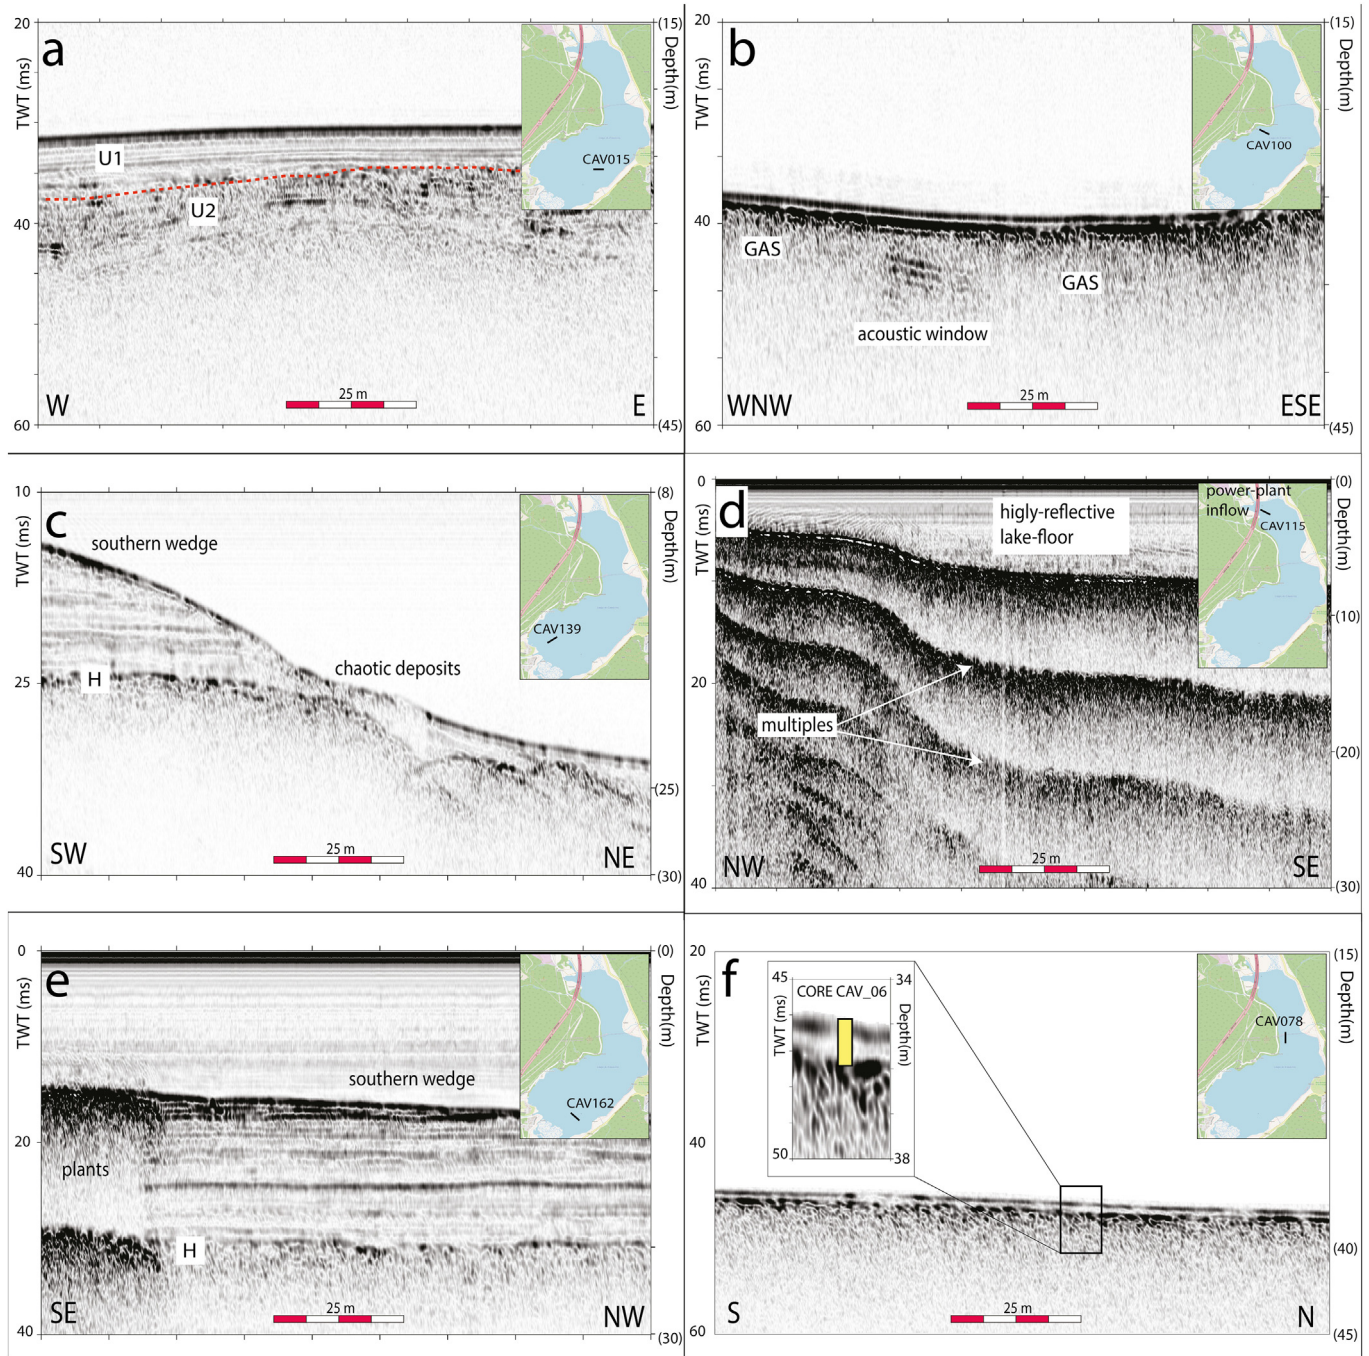 a
TWT (ms)
20
40
60
(15)
Depth(m)
(45)
U1
U2
CAV015
25 m
W
E
b
TWT (ms)
20
40
60
(15)
Depth(m)
(45)
CAV100
GAS
GAS
acoustic window
25 m
WNW
ESE
c
TWT (ms)
10
25
40
(8)
Depth(m)
(25)
(30)
southern wedge
CAV139
chaotic deposits
H
25 m
SW
NE
d
TWT (ms)
0
20
40
(0)
Depth(m)
(10)
(20)
(30)
higly-reflective
lake-floor
power-plant
inflow
CAV115
multiples
25 m
NW
SE
e
TWT (ms)
0
20
40
(0)
Depth(m)
(30)
southern wedge
CAV162
plants
H
25 m
SE
NW
f
TWT (ms)
20
40
60
(15)
Depth(m)
(40)
(45)
45
34
CORE CAV_06
TWT (ms)
Depth(m)
50
38
CAV078
25 m
S
N